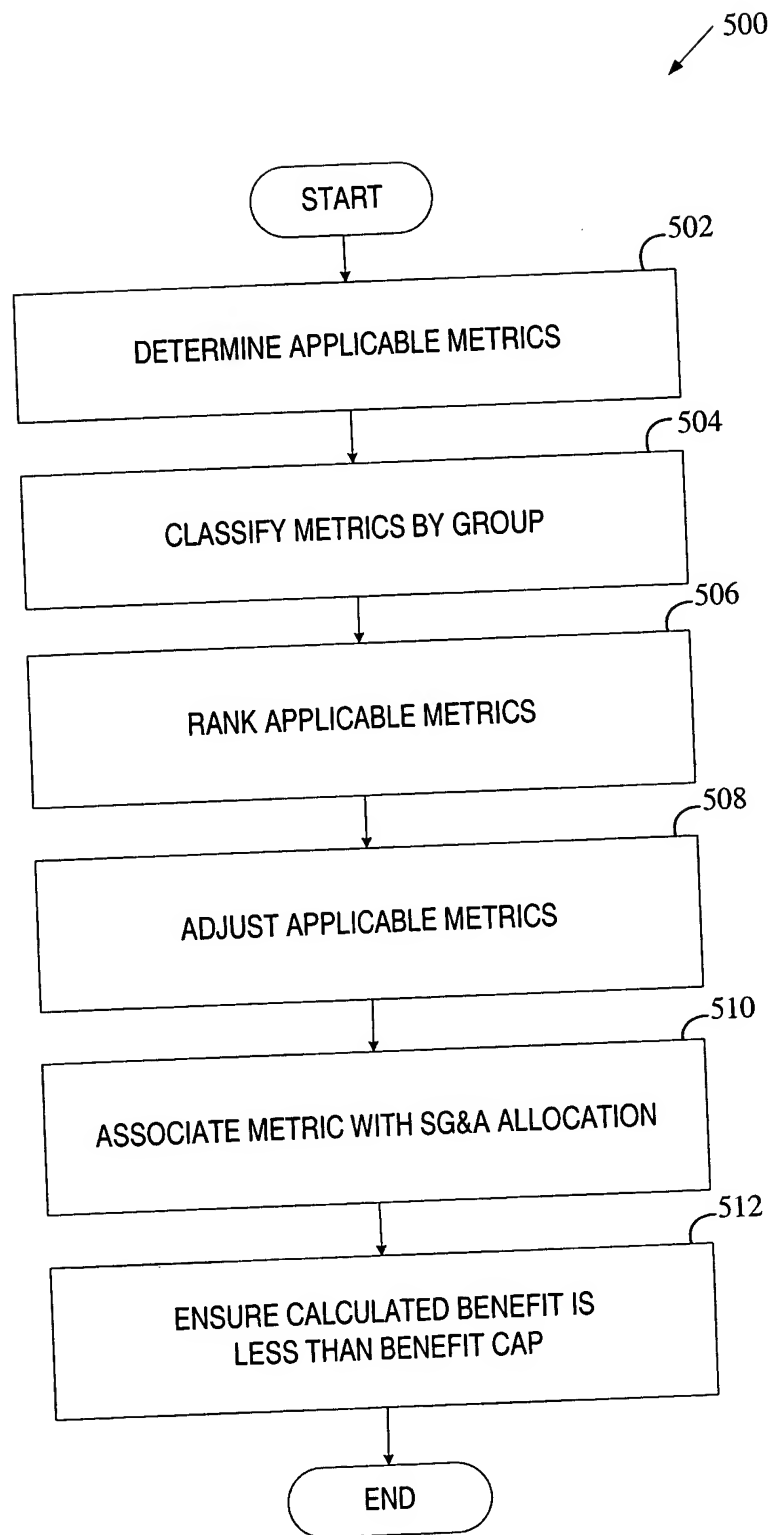 500
START
502
DETERMINE APPLICABLE METRICS
504
CLASSIFY METRICS BY GROUP
506
RANK APPLICABLE METRICS
508
ADJUST APPLICABLE METRICS
510
ASSOCIATE METRIC WITH SG&A ALLOCATION
512
ENSURE CALCULATED BENEFIT IS
LESS THAN BENEFIT CAP
END